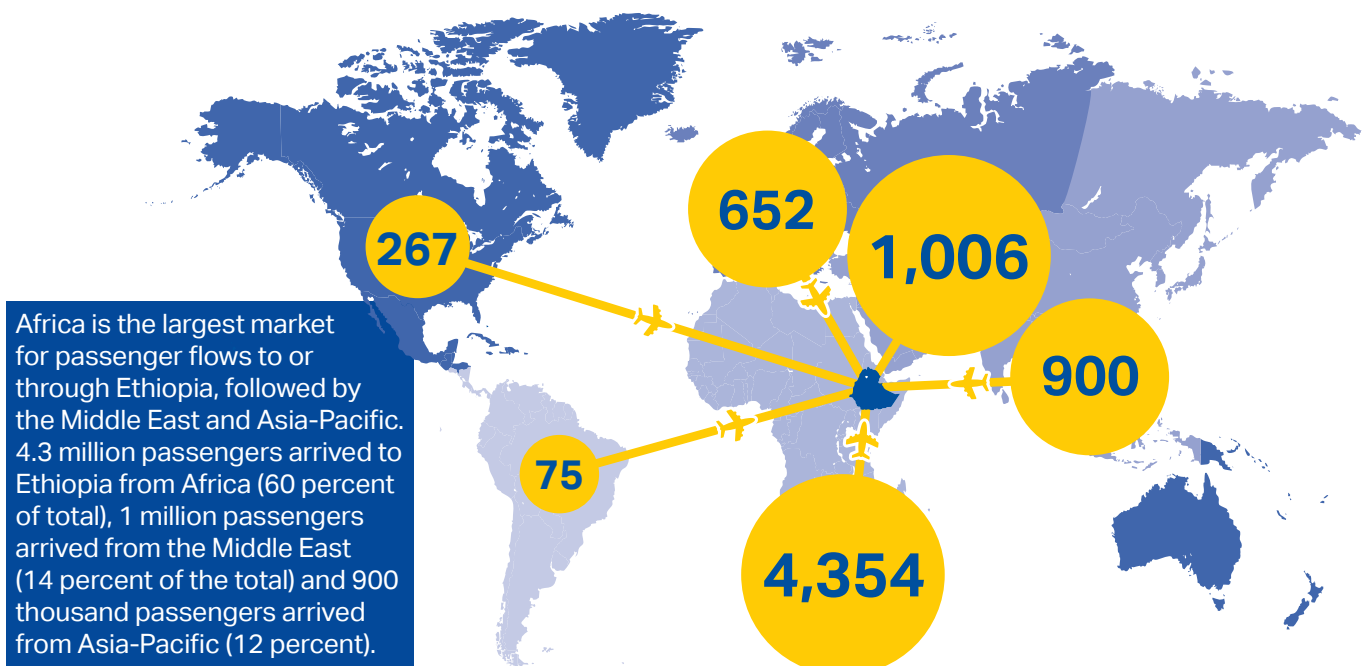 652
1,006
267
Africa is the largest market
for passenger flows to or
through Ethiopia, followed by
the Middle East and Asia-Pacific.
4.3 million passengers arrived to
Ethiopia from Africa (60 percent
of total), 1 million passengers
arrived from the Middle East
(14 percent of the total) and 900
thousand passengers arrived
from Asia-Pacific (12 percent).
900
75
4,354